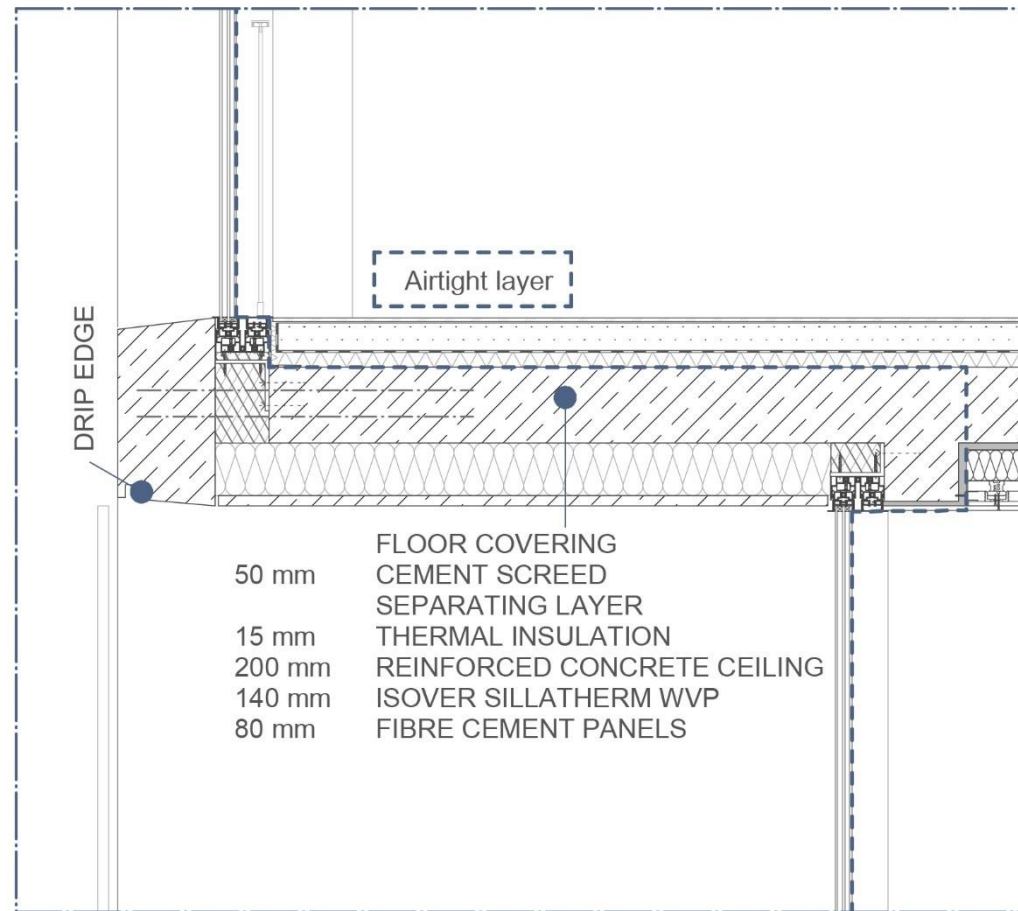 Airtight layer
DRIP EDGE
FLOOR COVERING
50 mm CEMENT SCREED
SEPARATING LAYER
15 mm THERMAL INSULATION
200 mm REINFORCED CONCRETE CEILING
140 mm ISOVER SILLATHERM WVP
80 mm FIBRE CEMENT PANELS